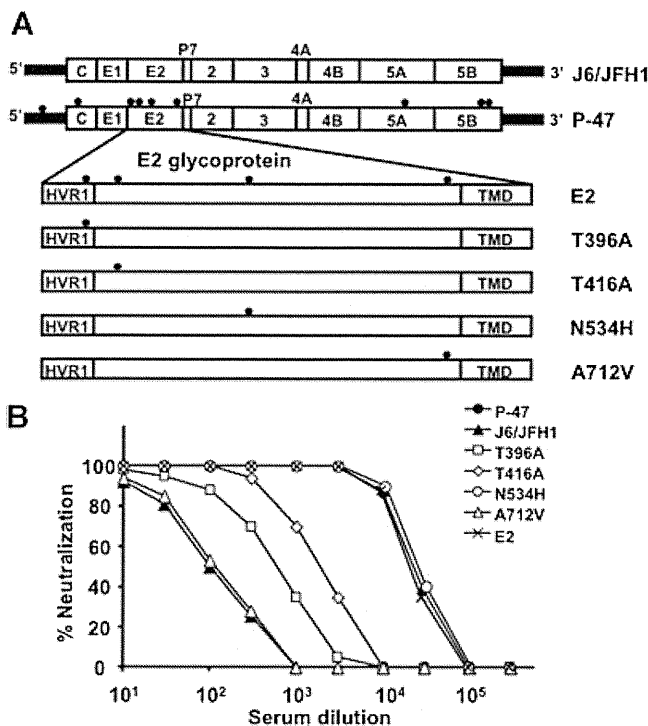 A
P7 4A
5' C E1 E2 2 3 4B 5A 5B 3' J6/JFH1
P7 4A
5' C E1 E2 2 3 4B 5A 5B 3' P-47
E2 glycoprotein
HVR1 TMD E2
HVR1 TMD T396A
HVR1 TMD T416A
HVR1 TMD N534H
HVR1 TMD A712V
B
P-47
J6/JFH1
T396A
T416A
N534H
A712V
E2
% Neutralization
100
80
60
40
20
0
10¹ 10² 10³ 10⁴ 10⁵
Serum dilution